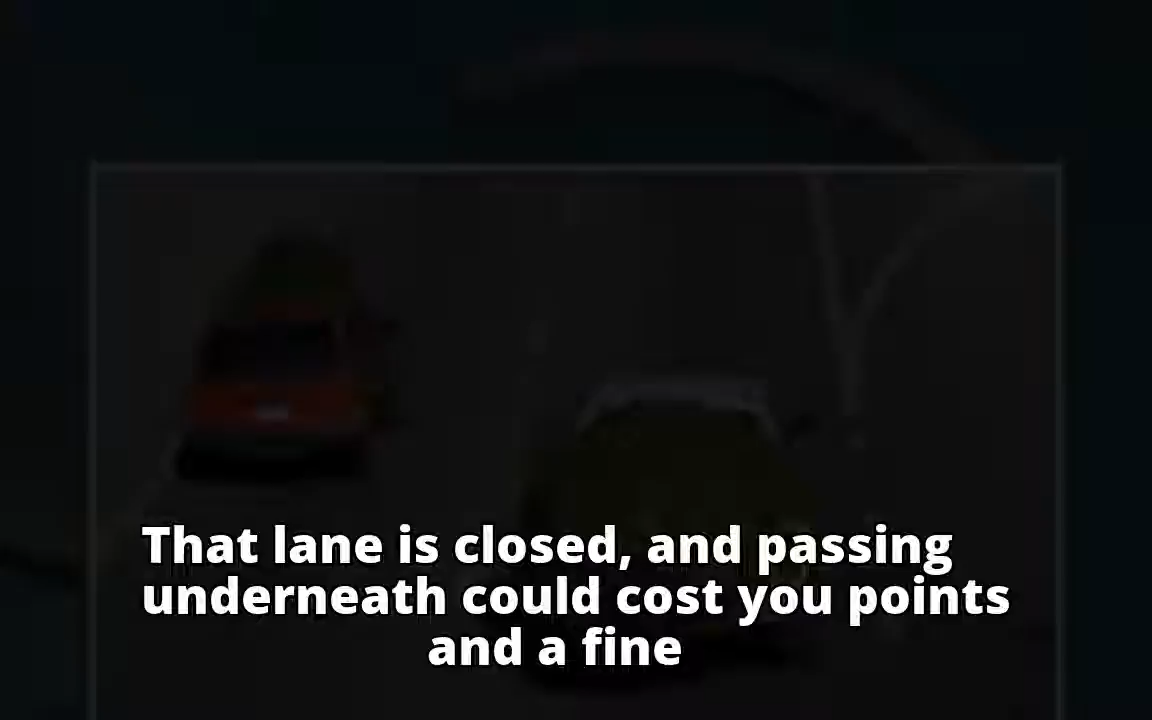 That lane is closed, and passing
underneath could cost you points
and a fine